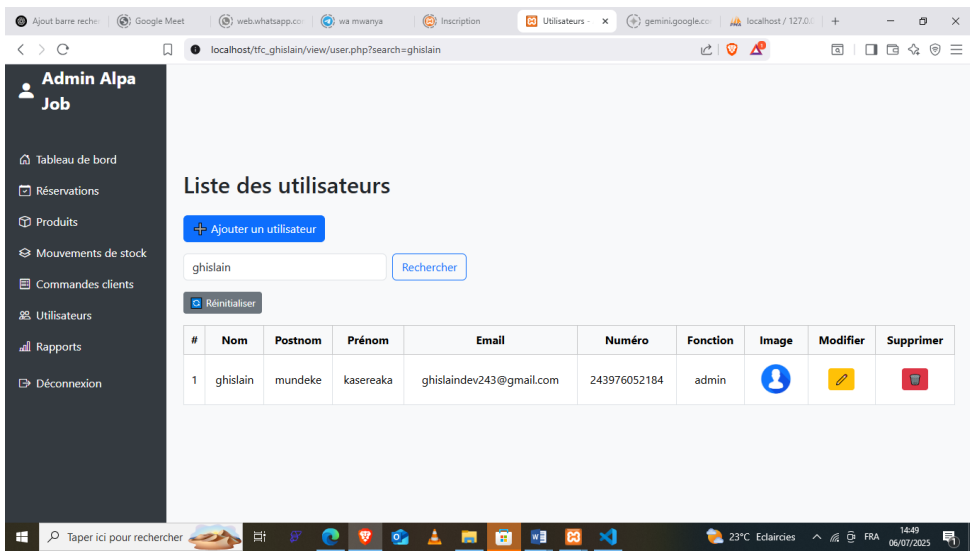 Ajout barre recher Google Meet web.whatsapp.co wa mwanya Inscription Utilisateurs - gemini.google.co localhost / 127.0.
localhost/tfc_ghislain/view/user.php?search=ghislain
Admin Alpa
Job
Tableau de bord
Réservations
Produits
Mouvements de stock
Commandes clients
Utilisateurs
Rapports
Déconnexion
Liste des utilisateurs
Ajouter un utilisateur
ghislain Rechercher
Réinitialiser
# Nom Postnom Prénom Email Numéro Fonction Image Modifier Supprimer
1 ghislain mundeke kasereaka ghislaindev243@gmail.com 243976052184 admin
Taper ici pour rechercher 23°C Eclaircies FRA 14:49
06/07/2025